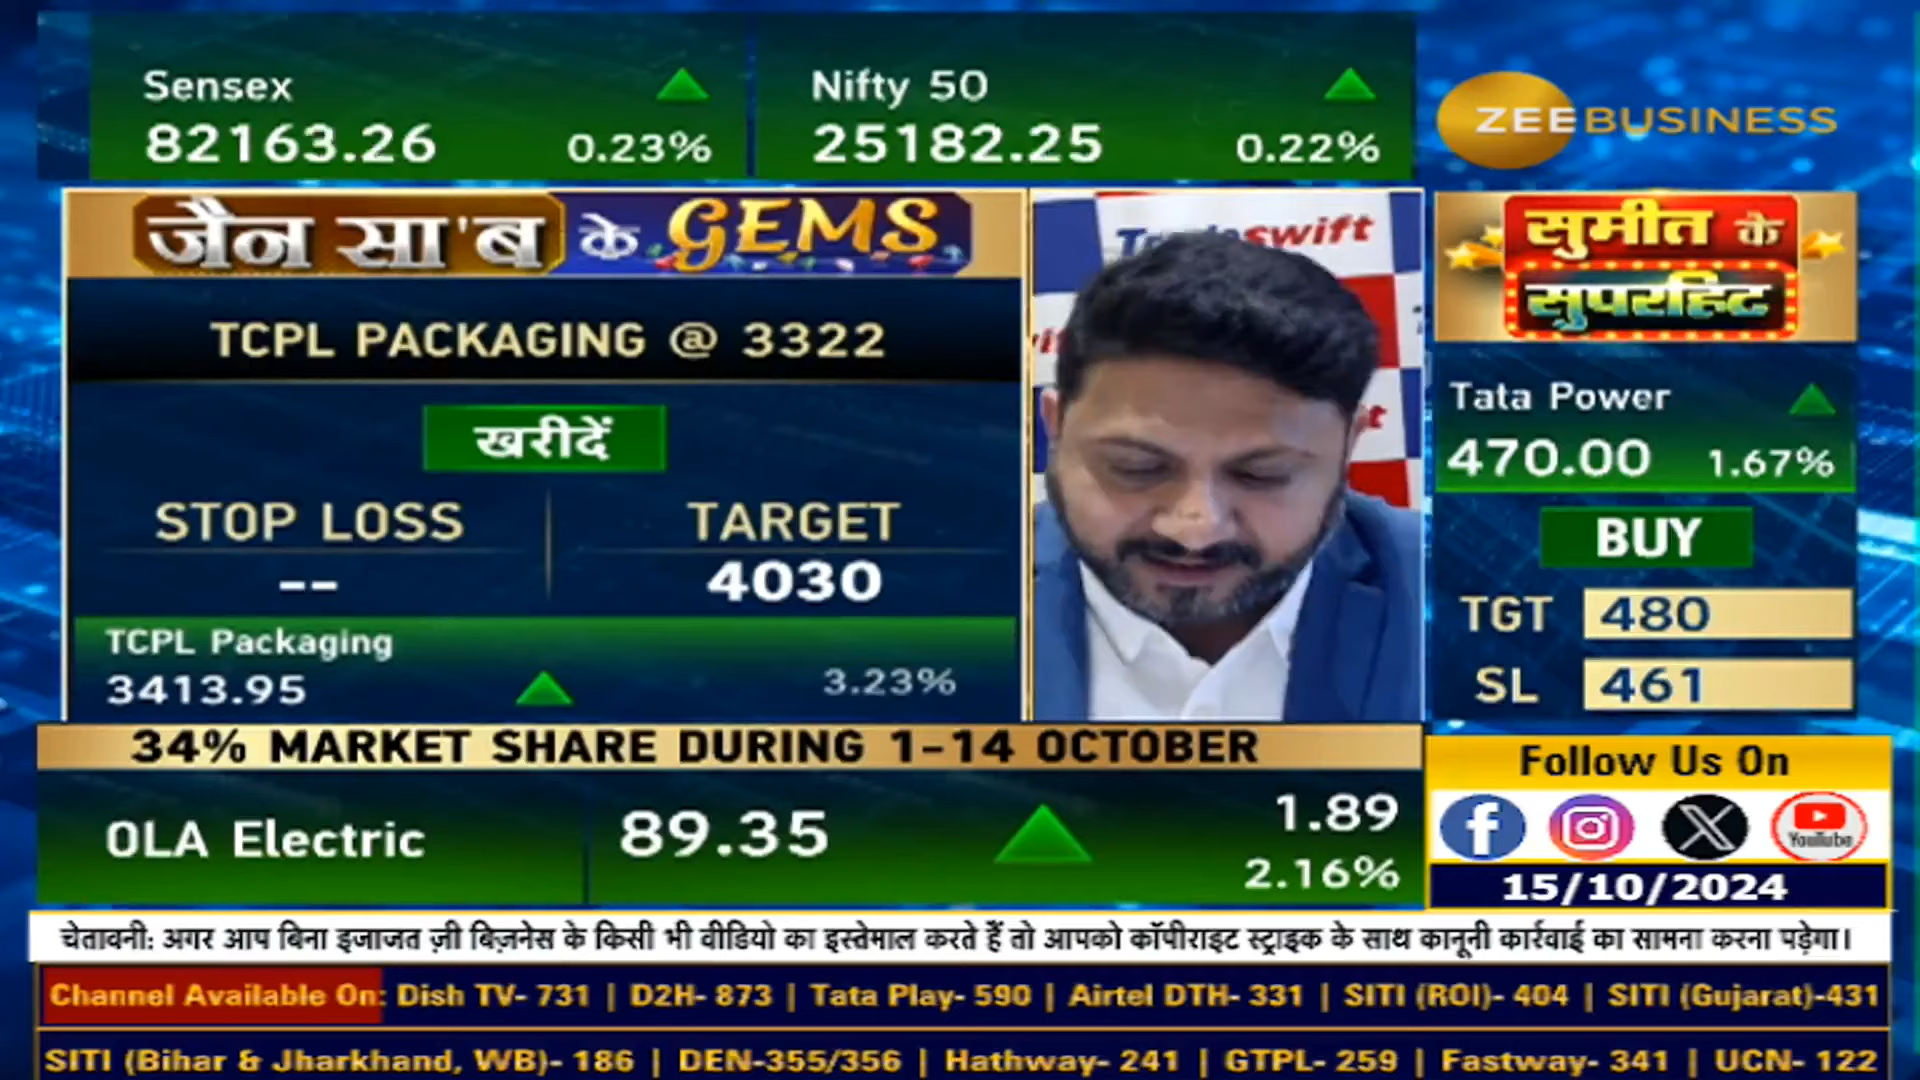 Sensex
82163.26 0.23%
Nifty 50
25182.25 0.22%
ZEEBUSINESS
जैन सा'ब के GEMS
TCPL PACKAGING @ 3322
खरीदें
STOP LOSS
--
TARGET
4030
TCPL Packaging
3413.95 3.23%
swift
सुमीत के
सुपरहिट
Tata Power
470.00 1.67%
BUY
TGT 480
SL 461
34% MARKET SHARE DURING 1-14 OCTOBER
OLA Electric 89.35 1.89
2.16%
Follow Us On
YouTube
15/10/2024
चेतावनी: अगर आप बिना इजाजत ज़ी बिज़नेस के किसी भी वीडियो का इस्तेमाल करते हैं तो आपको कॉपीराइट स्ट्राइक के साथ कानूनी कार्रवाई का सामना करना पड़ेगा।
Channel Available On: Dish TV- 731 | D2H- 873 | Tata Play- 590 | Airtel DTH- 331 | SITI (ROI)- 404 | SITI (Gujarat)-431
SITI (Bihar & Jharkhand, WB)- 186 | DEN-355/356 | Hathway- 241 | GTPL- 259 | Fastway- 341 | UCN- 122